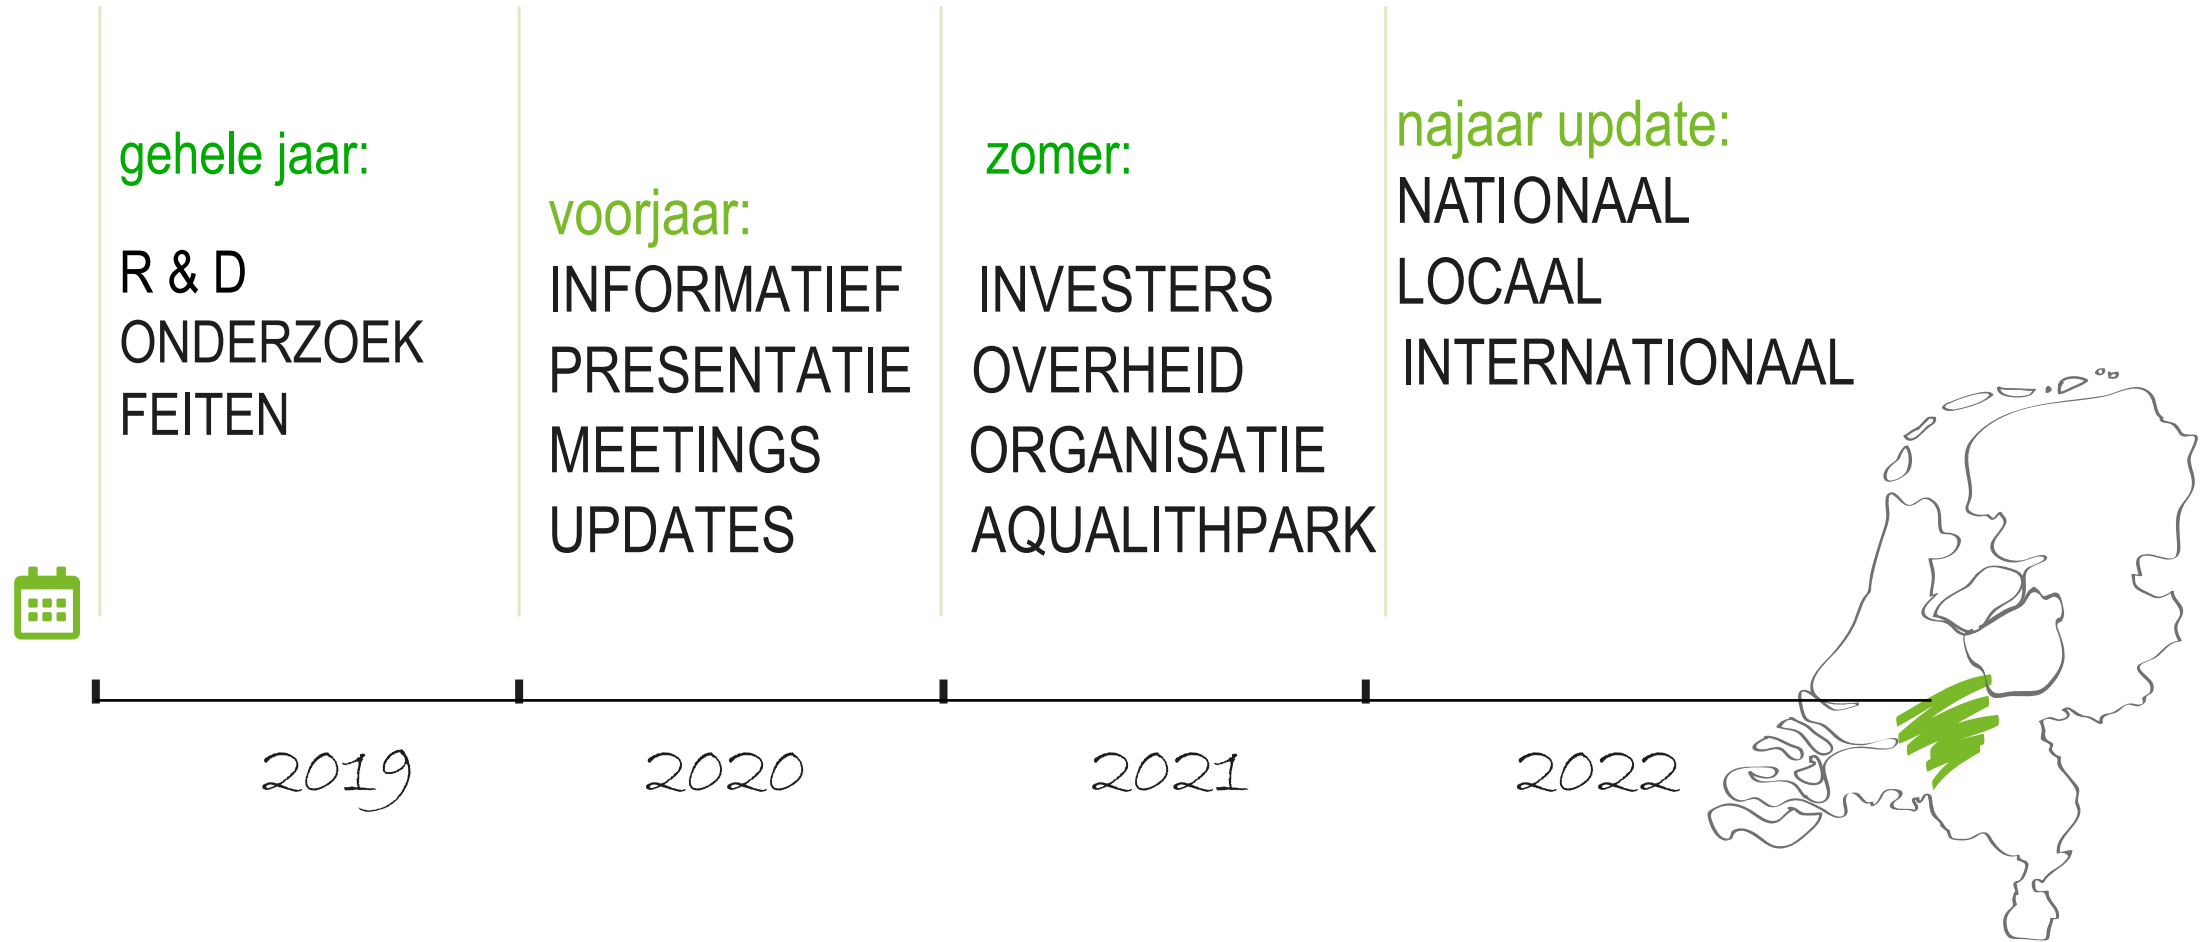 gehele jaar:
R & D
ONDERZOEK
FEITEN
voorjaar:
INFORMATIEF
PRESENTATIE
MEETINGS
UPDATES
zomer:
INVESTERS
OVERHEID
ORGANISATIE
AQUALITHPARK
najaar update:
NATIONAAL
LOCAAL
INTERNATIONAAL
2019
2020
2021
2022